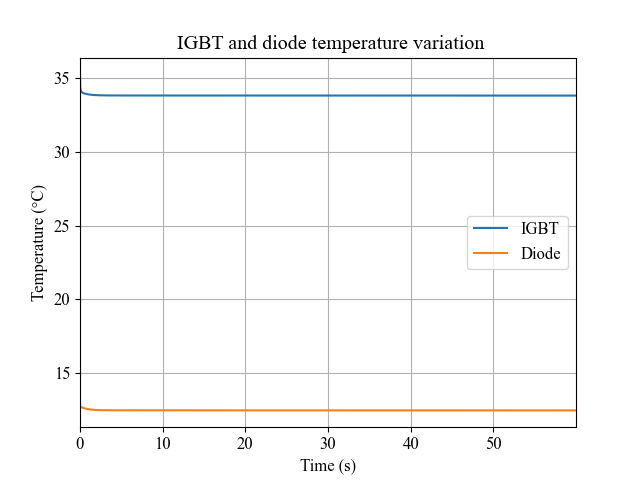 IGBT and diode temperature variation
Temperature (°C)
35
30
25
20
15
IGBT
Diode
0
10
20
30
40
50
Time (s)